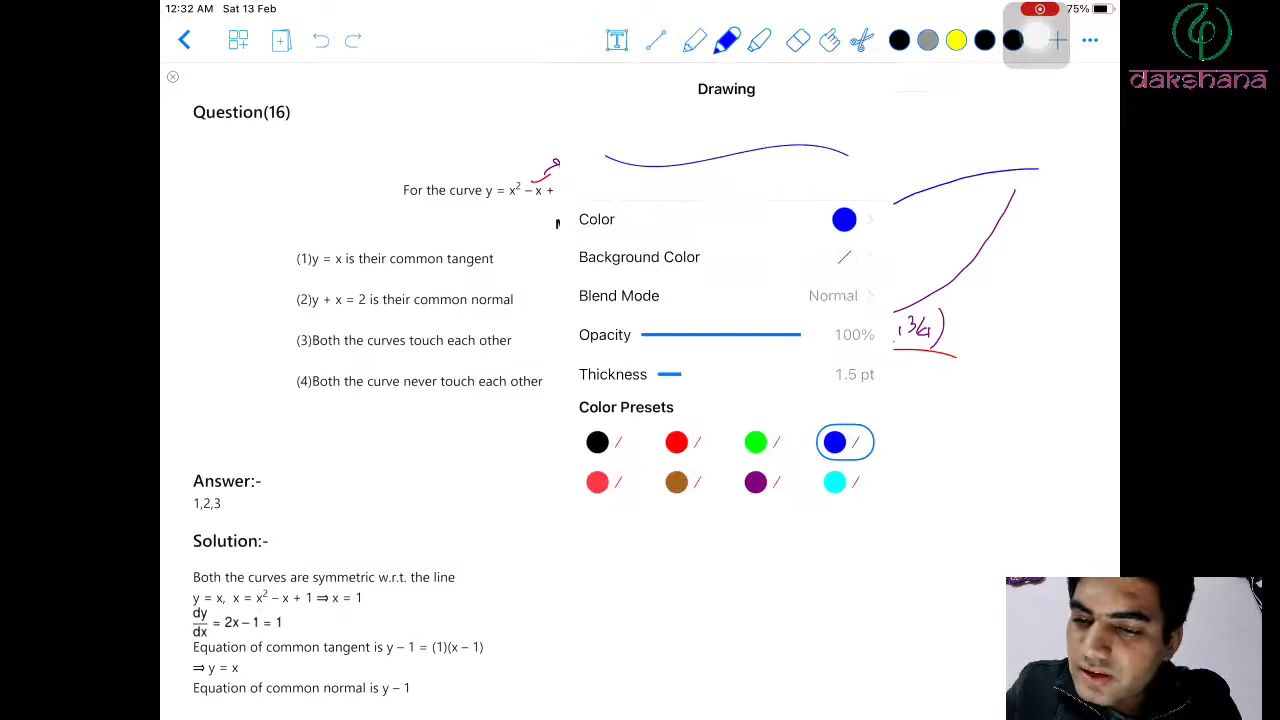 12:32 AM Sat 13 Feb
75%
dakshana
Drawing
Question(16)
For the curve y = x² − x +
(1)y = x is their common tangent
(2)y + x = 2 is their common normal
(3)Both the curves touch each other
(4)Both the curve never touch each other
Color
Background Color
Blend Mode Normal
Opacity 100%
Thickness 1.5 pt
Color Presets
, 3/4)
Answer:-
1,2,3
Solution:-
Both the curves are symmetric w.r.t. the line
y = x, x = x² − x + 1 ⇒ x = 1
dy/dx = 2x − 1 = 1
Equation of common tangent is y − 1 = (1)(x − 1)
⇒ y = x
Equation of common normal is y − 1